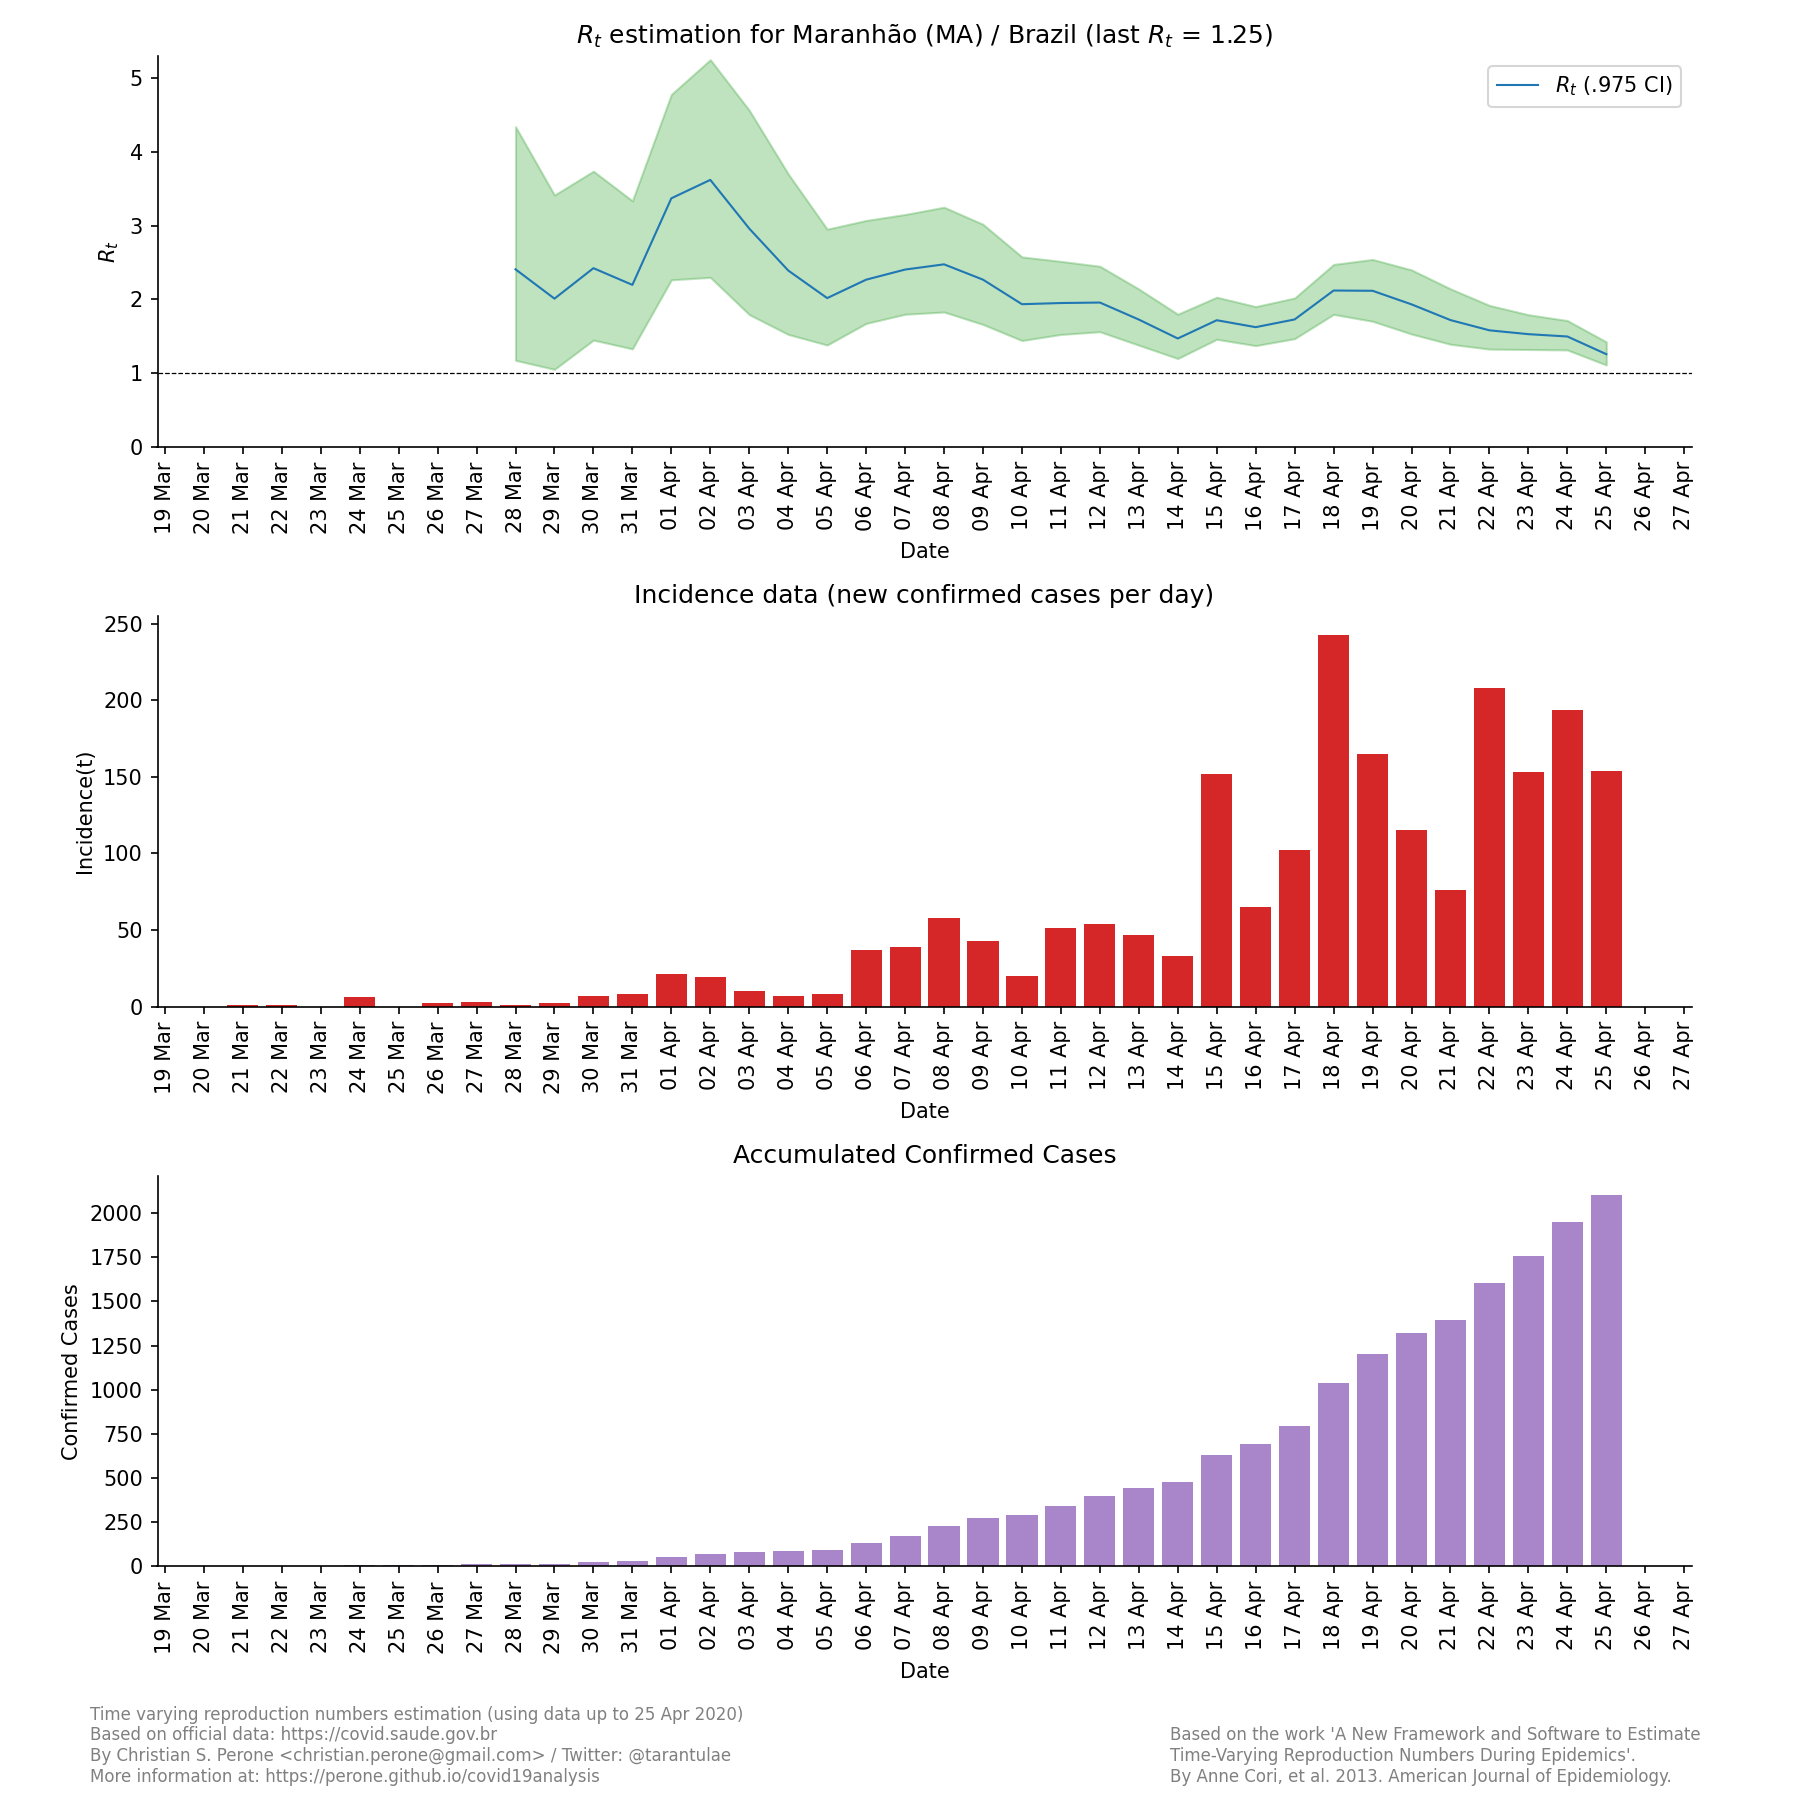 Rt estimation for Maranhão (MA) / Brazil (last Rt = 1.25)
Rt (.975 CI)
Rt
5
4
3
2
1
0
19 Mar 20 Mar 21 Mar 22 Mar 23 Mar 24 Mar 25 Mar 26 Mar 27 Mar 28 Mar 29 Mar 30 Mar 31 Mar 01 Apr 02 Apr 03 Apr 04 Apr 05 Apr 06 Apr 07 Apr 08 Apr 09 Apr 10 Apr 11 Apr 12 Apr 13 Apr 14 Apr 15 Apr 16 Apr 17 Apr 18 Apr 19 Apr 20 Apr 21 Apr 22 Apr 23 Apr 24 Apr 25 Apr 26 Apr 27 Apr
Date
Incidence data (new confirmed cases per day)
Incidence(t)
250
200
150
100
50
0
19 Mar 20 Mar 21 Mar 22 Mar 23 Mar 24 Mar 25 Mar 26 Mar 27 Mar 28 Mar 29 Mar 30 Mar 31 Mar 01 Apr 02 Apr 03 Apr 04 Apr 05 Apr 06 Apr 07 Apr 08 Apr 09 Apr 10 Apr 11 Apr 12 Apr 13 Apr 14 Apr 15 Apr 16 Apr 17 Apr 18 Apr 19 Apr 20 Apr 21 Apr 22 Apr 23 Apr 24 Apr 25 Apr 26 Apr 27 Apr
Date
Accumulated Confirmed Cases
Confirmed Cases
2000
1750
1500
1250
1000
750
500
250
0
19 Mar 20 Mar 21 Mar 22 Mar 23 Mar 24 Mar 25 Mar 26 Mar 27 Mar 28 Mar 29 Mar 30 Mar 31 Mar 01 Apr 02 Apr 03 Apr 04 Apr 05 Apr 06 Apr 07 Apr 08 Apr 09 Apr 10 Apr 11 Apr 12 Apr 13 Apr 14 Apr 15 Apr 16 Apr 17 Apr 18 Apr 19 Apr 20 Apr 21 Apr 22 Apr 23 Apr 24 Apr 25 Apr 26 Apr 27 Apr
Date
Time varying reproduction numbers estimation (using data up to 25 Apr 2020)
Based on official data: https://covid.saude.gov.br
By Christian S. Perone <christian.perone@gmail.com> / Twitter: @tarantulae
More information at: https://perone.github.io/covid19analysis
Based on the work 'A New Framework and Software to Estimate
Time-Varying Reproduction Numbers During Epidemics'.
By Anne Cori, et al. 2013. American Journal of Epidemiology.